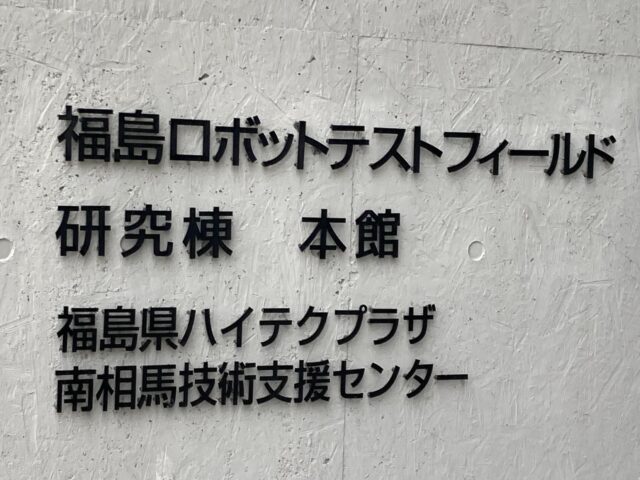 福島ロボットテストフィールド
研究棟　本館
福島県ハイテクプラザ
南相馬技術支援センター